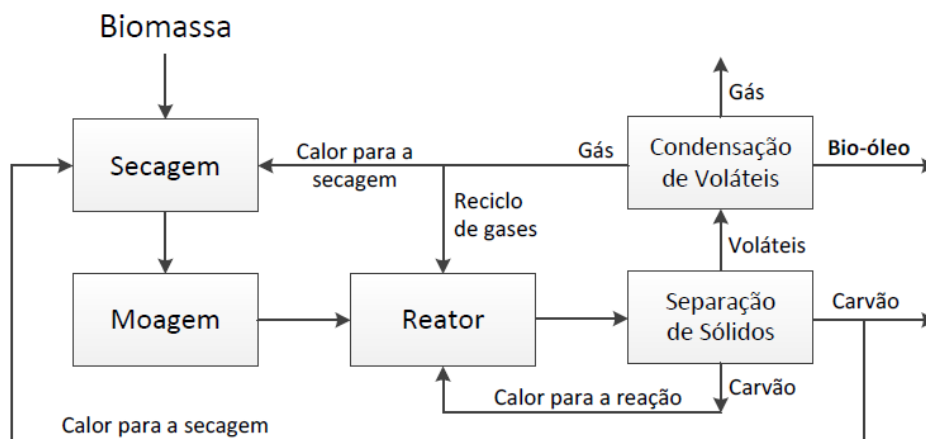 Biomassa
Secagem
Calor para a
secagem
Gás
Gás
Condensação
de Voláteis
Bio-óleo
Reciclo
de gases
Voláteis
Moagem
Reator
Separação
de Sólidos
Carvão
Calor para a reação
Carvão
Calor para a secagem